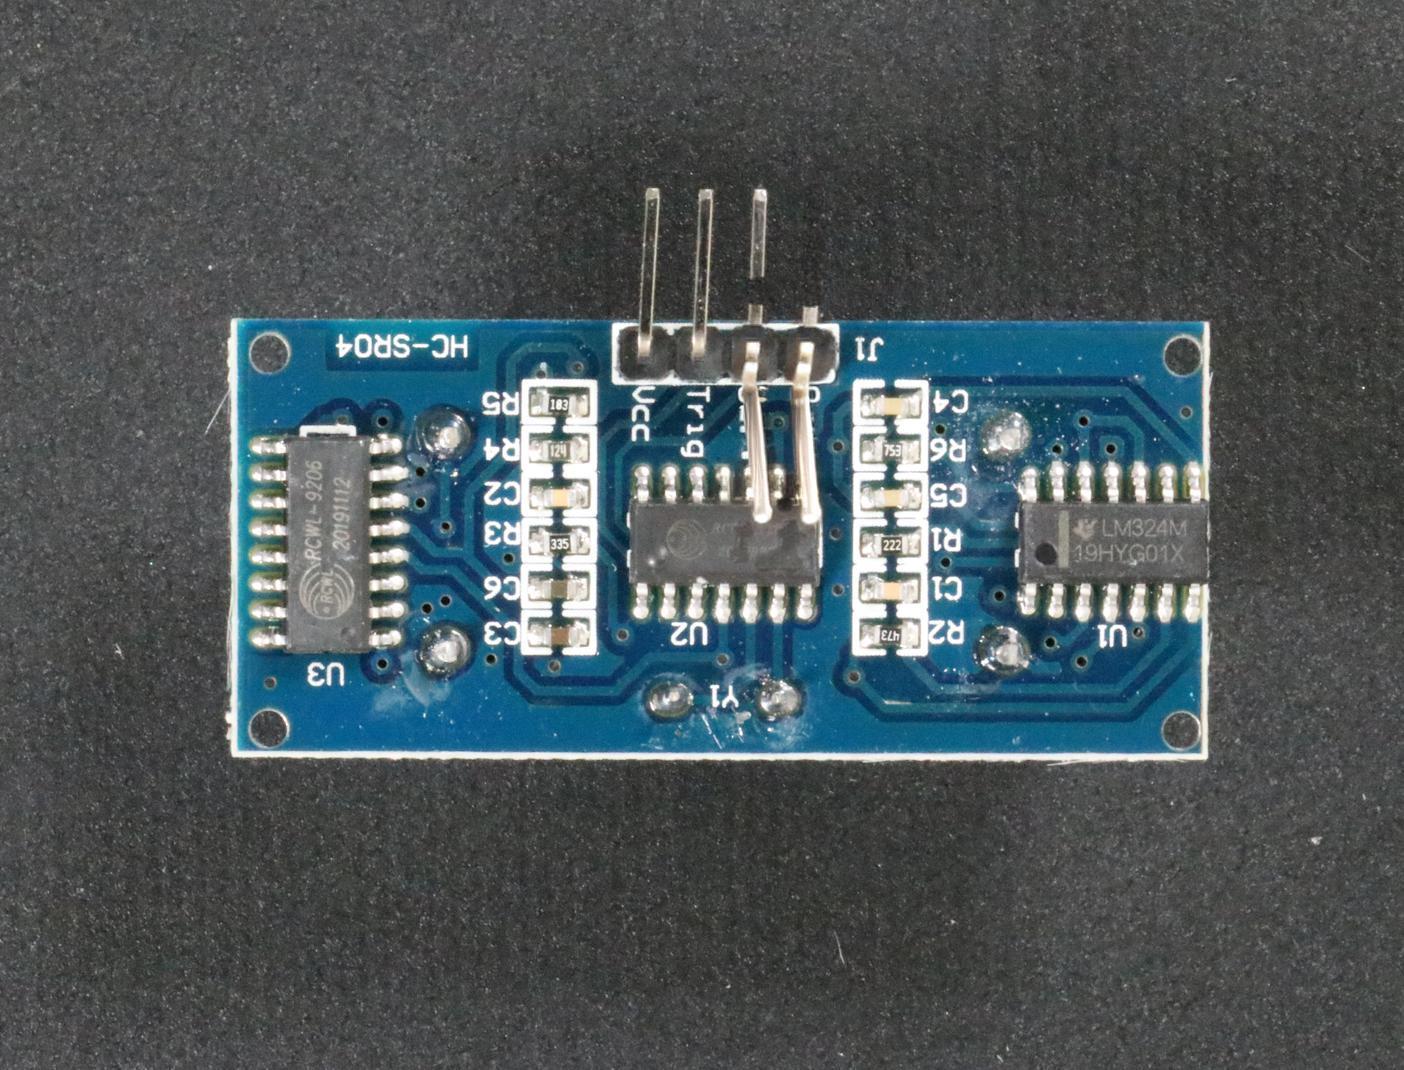 HC-SR04
J1
Vcc
Trig
R5
103
R4
124
C2
R3
335
C6
C3
C4
R6
753
C5
R1
222
C1
R2
473
RCWL-9206
20191112
RCWL
U3
U2
Y1
LM324M
19HYG01X
U1